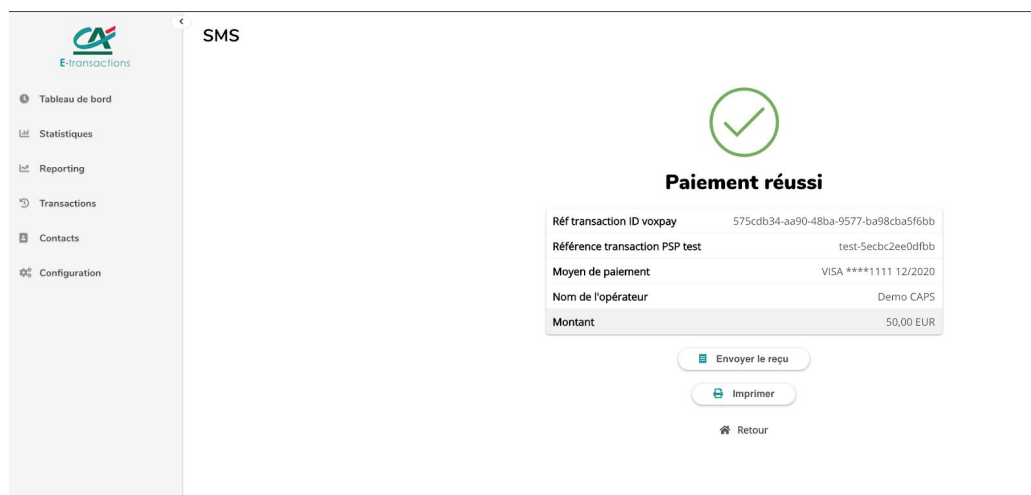 CA
E-transactions
Tableau de bord
Statistiques
Reporting
Transactions
Contacts
Configuration
SMS
Paiement réussi
Réf transaction ID voxpay 575cdb34-aa90-48ba-9577-ba98cba5f6bb
Référence transaction PSP test test-5ecbc2ee0dfbb
Moyen de paiement VISA ****1111 12/2020
Nom de l'opérateur Demo CAPS
Montant 50,00 EUR
Envoyer le reçu
Imprimer
Retour